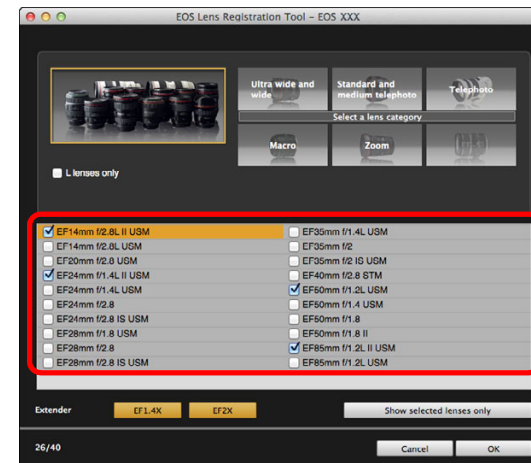 EOS Lens Registration Tool – EOS XXX
Ultra wide and wide
Standard and medium telephoto
Telephoto
Select a lens category
Macro
Zoom
L lenses only
EF14mm f/2.8L II USM
EF14mm f/2.8L USM
EF20mm f/2.8 USM
EF24mm f/1.4L II USM
EF24mm f/1.4L USM
EF24mm f/2.8
EF24mm f/2.8 IS USM
EF28mm f/1.8 USM
EF28mm f/2.8
EF28mm f/2.8 IS USM
EF35mm f/1.4L USM
EF35mm f/2
EF35mm f/2 IS USM
EF40mm f/2.8 STM
EF50mm f/1.2L USM
EF50mm f/1.4 USM
EF50mm f/1.8
EF50mm f/1.8 II
EF85mm f/1.2L II USM
EF85mm f/1.2L USM
Extender
EF1.4X
EF2X
Show selected lenses only
26/40
Cancel
OK